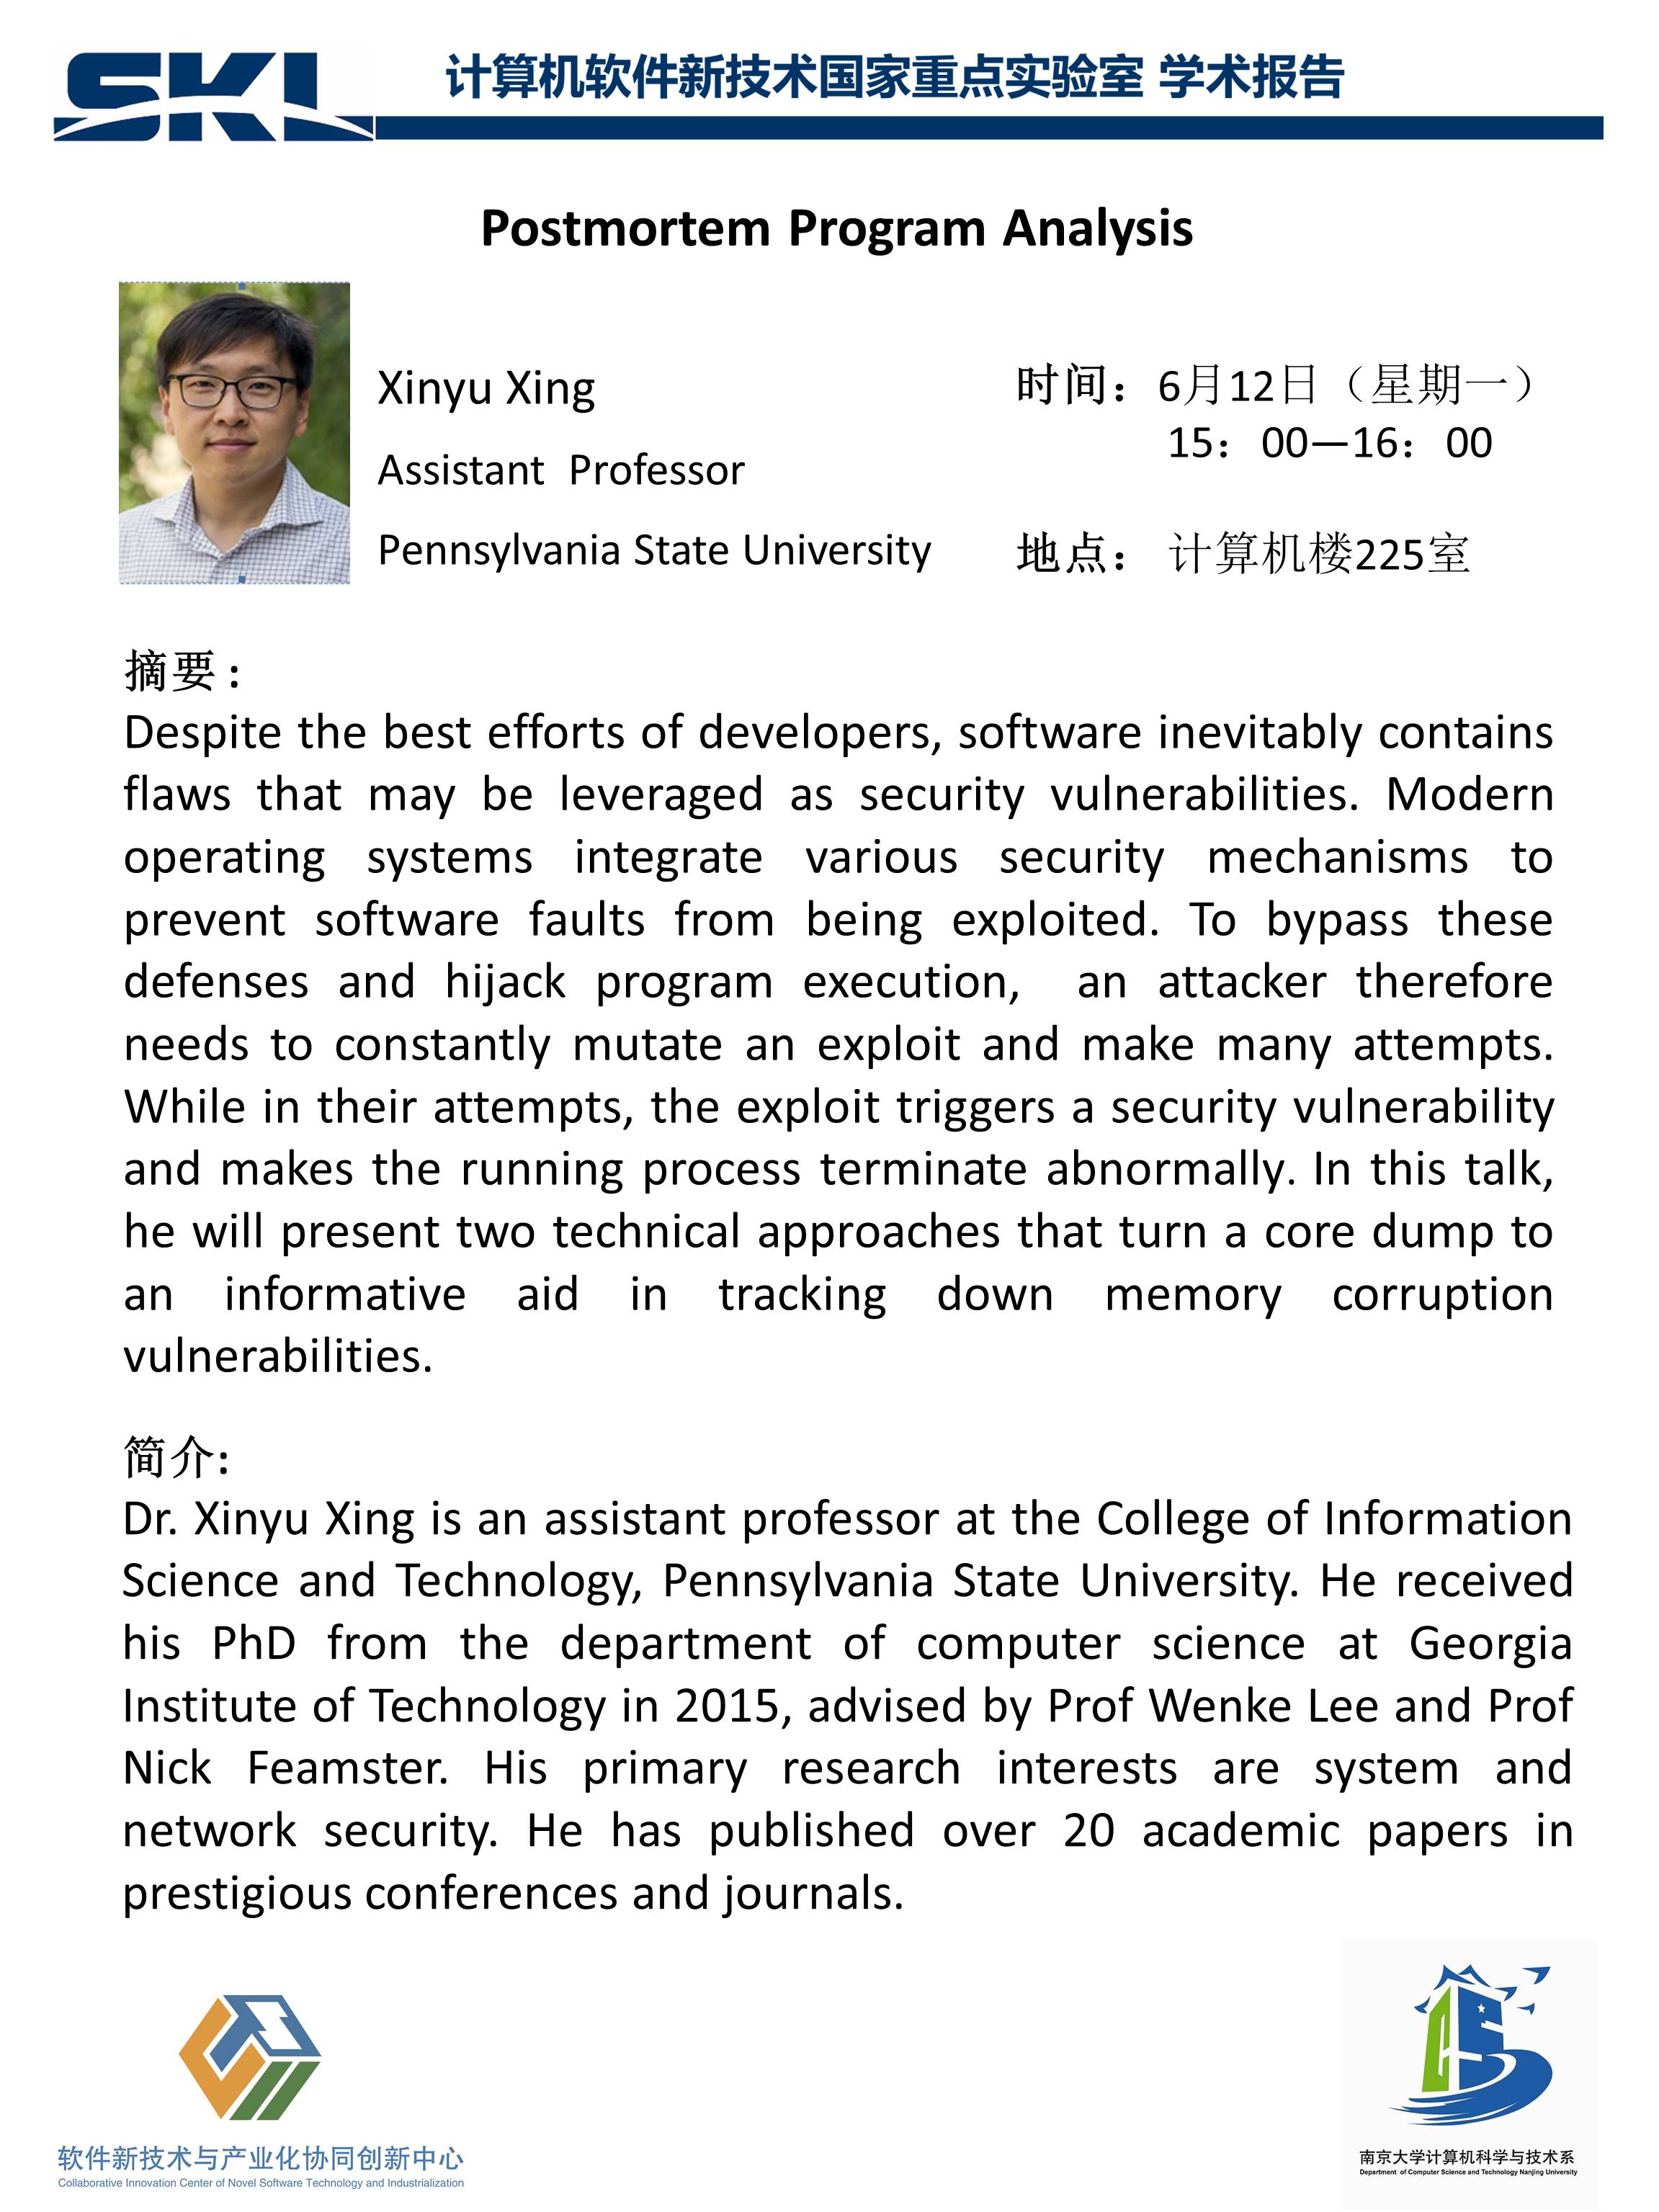 SKL
计算机软件新技术国家重点实验室 学术报告
Postmortem Program Analysis
Xinyu Xing
Assistant Professor
Pennsylvania State University
时间：6月12日（星期一）
15：00—16：00
地点： 计算机楼225室
摘要：
Despite the best efforts of developers, software inevitably contains
flaws that may be leveraged as security vulnerabilities. Modern
operating systems integrate various security mechanisms to
prevent software faults from being exploited. To bypass these
defenses and hijack program execution, an attacker therefore
needs to constantly mutate an exploit and make many attempts.
While in their attempts, the exploit triggers a security vulnerability
and makes the running process terminate abnormally. In this talk,
he will present two technical approaches that turn a core dump to
an informative aid in tracking down memory corruption
vulnerabilities.
简介:
Dr. Xinyu Xing is an assistant professor at the College of Information
Science and Technology, Pennsylvania State University. He received
his PhD from the department of computer science at Georgia
Institute of Technology in 2015, advised by Prof Wenke Lee and Prof
Nick Feamster. His primary research interests are system and
network security. He has published over 20 academic papers in
prestigious conferences and journals.
软件新技术与产业化协同创新中心
Collaborative Innovation Center of Novel Software Technology and Industrialization
南京大学计算机科学与技术系
Department of Computer Science and Technology Nanjing University